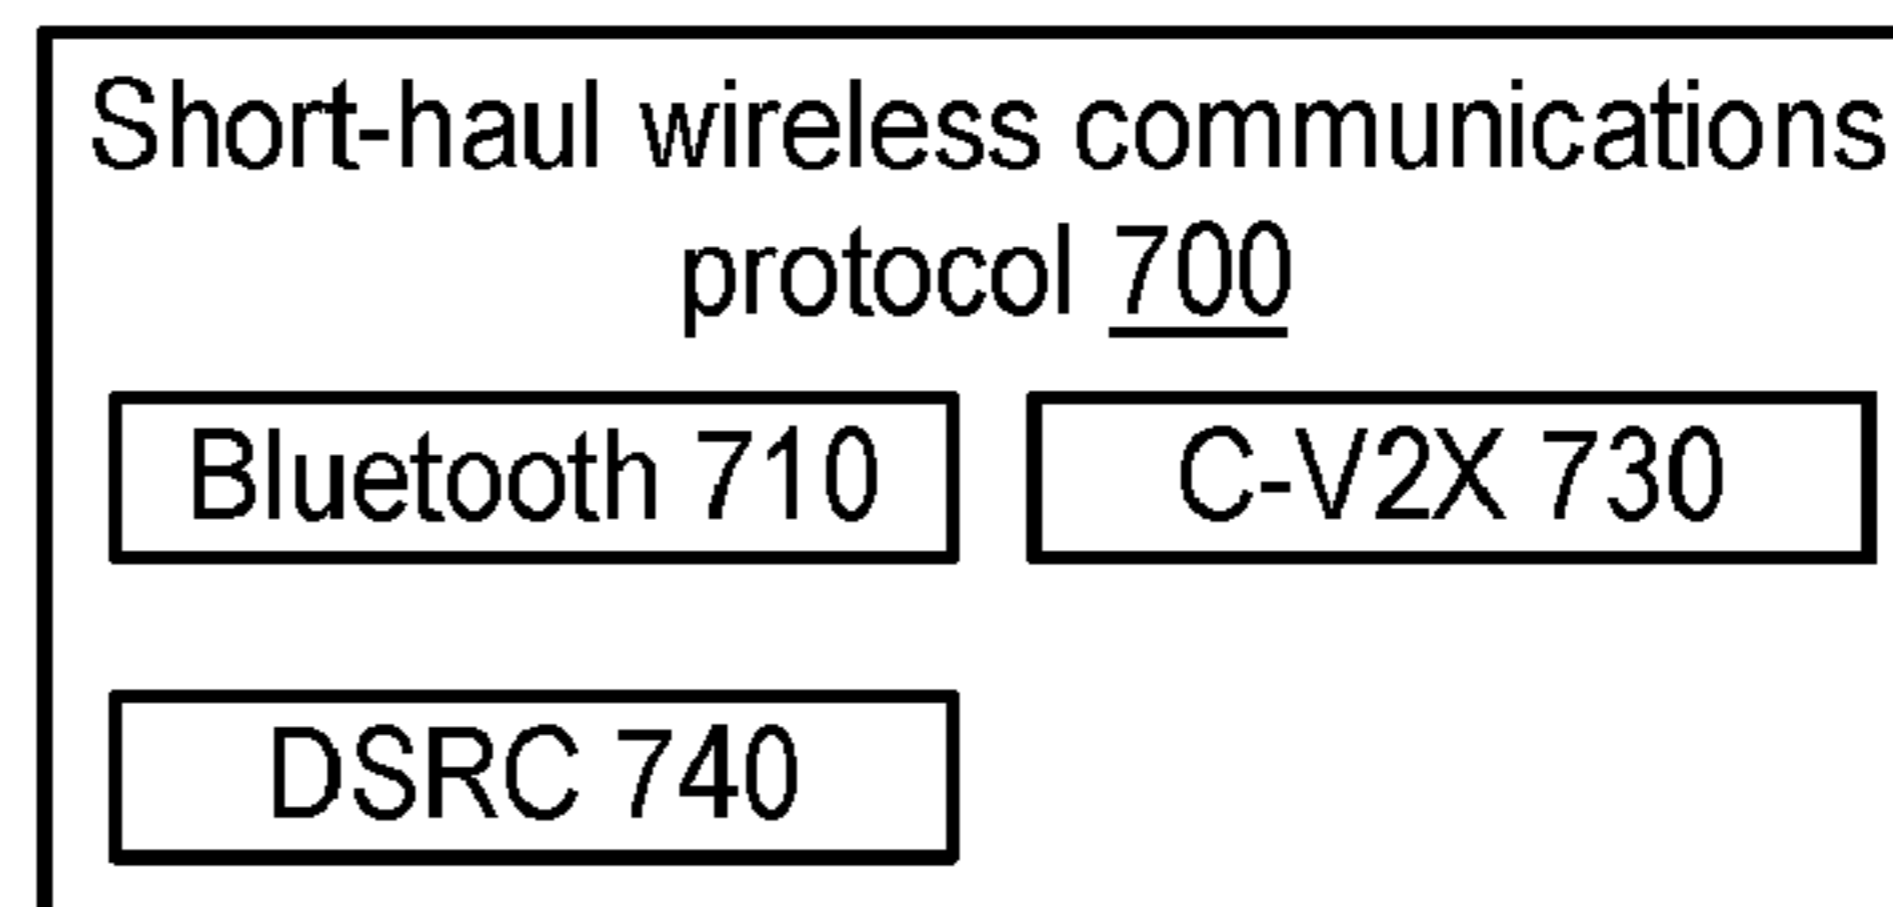 Short-haul wireless communications
protocol 700
Bluetooth 710
C-V2X 730
DSRC 740